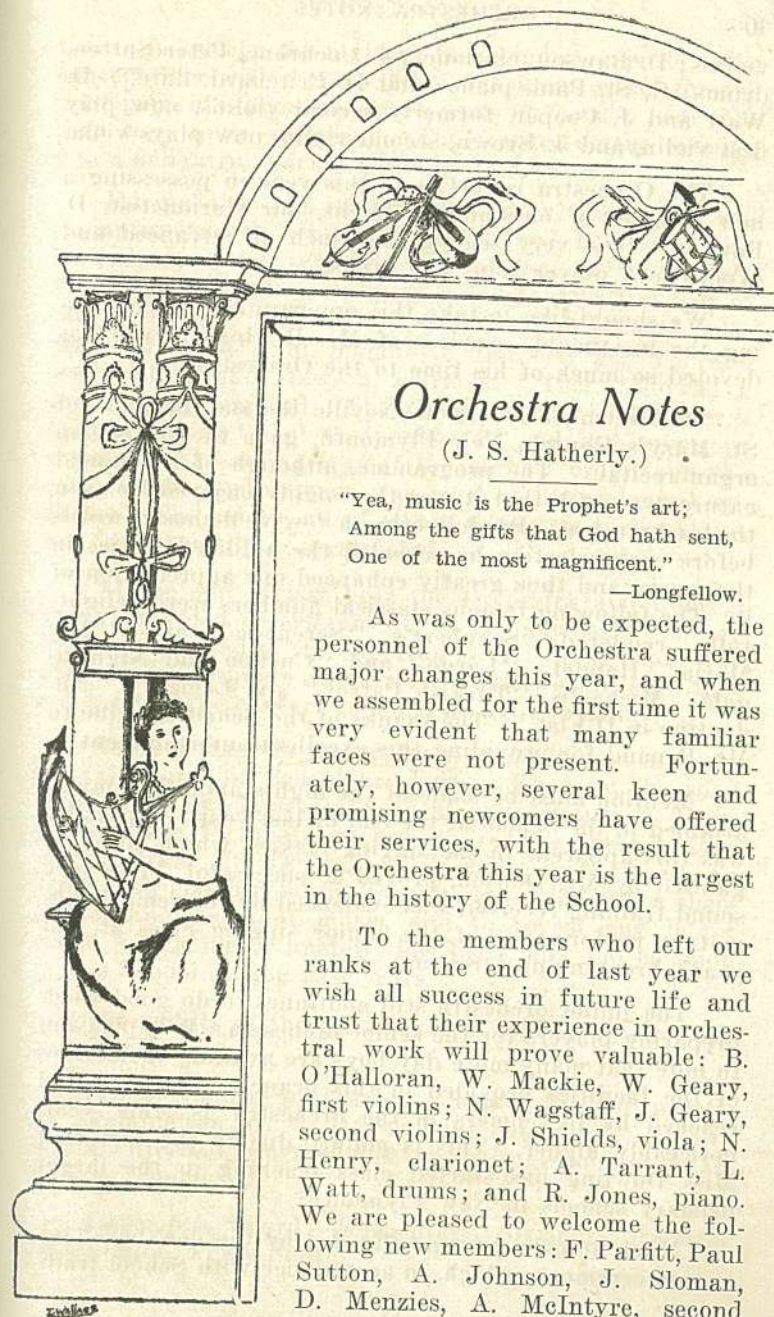 Orchestra Notes
(J. S. Hatherly.)
"Yea, music is the Prophet's art;
Among the gifts that God hath sent,
One of the most magnificent."
—Longfellow.
As was only to be expected, the
personnel of the Orchestra suffered
major changes this year, and when
we assembled for the first time it was
very evident that many familiar
faces were not present. Fortun-
ately, however, several keen and
promising newcomers have offered
their services, with the result that
the Orchestra this year is the largest
in the history of the School.
To the members who left our
ranks at the end of last year we
wish all success in future life and
trust that their experience in orches-
tral work will prove valuable: B.
O'Halloran, W. Mackie, W. Geary,
first violins; N. Wagstaff, J. Geary,
second violins; J. Shields, viola; N.
Henry, clarionet; A. Tarrant, L.
Watt, drums; and R. Jones, piano.
We are pleased to welcome the fol-
lowing new members: F. Parfitt, Paul
Sutton, A. Johnson, J. Sloman,
D. Menzies, A. McIntyre, second